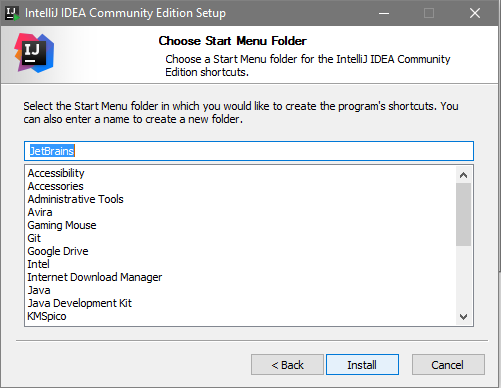 IntelliJ IDEA Community Edition Setup
IJ
Choose Start Menu Folder
Choose a Start Menu folder for the IntelliJ IDEA Community
Edition shortcuts.
Select the Start Menu folder in which you would like to create the program's shortcuts. You
can also enter a name to create a new folder.
JetBrains
Accessibility
Accessories
Administrative Tools
Avira
Gaming Mouse
Git
Google Drive
Intel
Internet Download Manager
Java
Java Development Kit
KMSpico
< Back Install Cancel